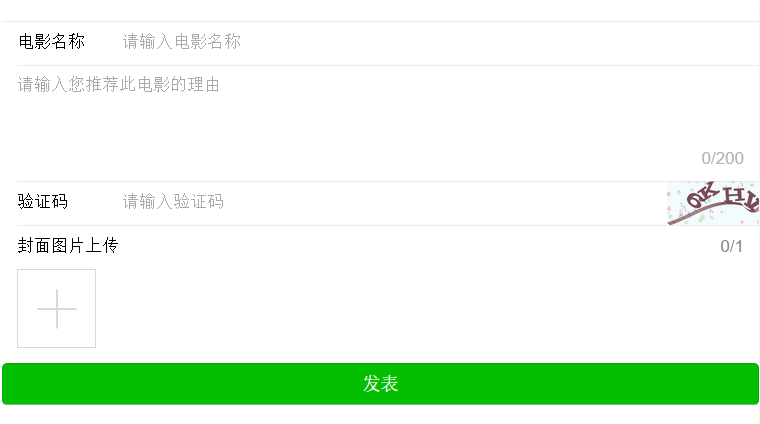 电影名称 请输入电影名称
请输入您推荐此电影的理由
0/200
验证码 请输入验证码
封面图片上传 0/1
发表